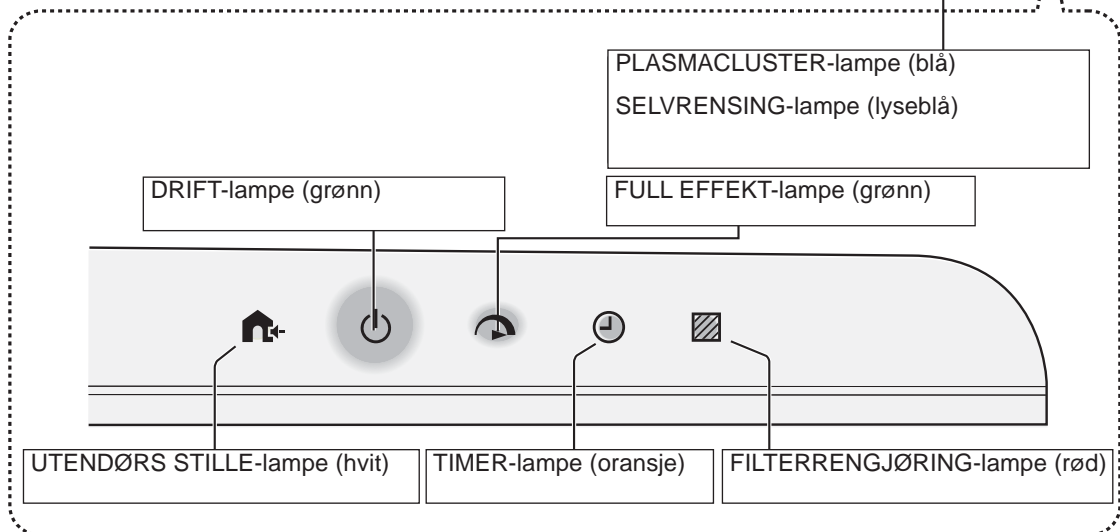 PLASMACLUSTER-lampe (blå)
SELVRENSING-lampe (lyseblå)
DRIFT-lampe (grønn)
FULL EFFEKT-lampe (grønn)
UTENDØRS STILLE-lampe (hvit)
TIMER-lampe (oransje)
FILTERRENGJØRING-lampe (rød)